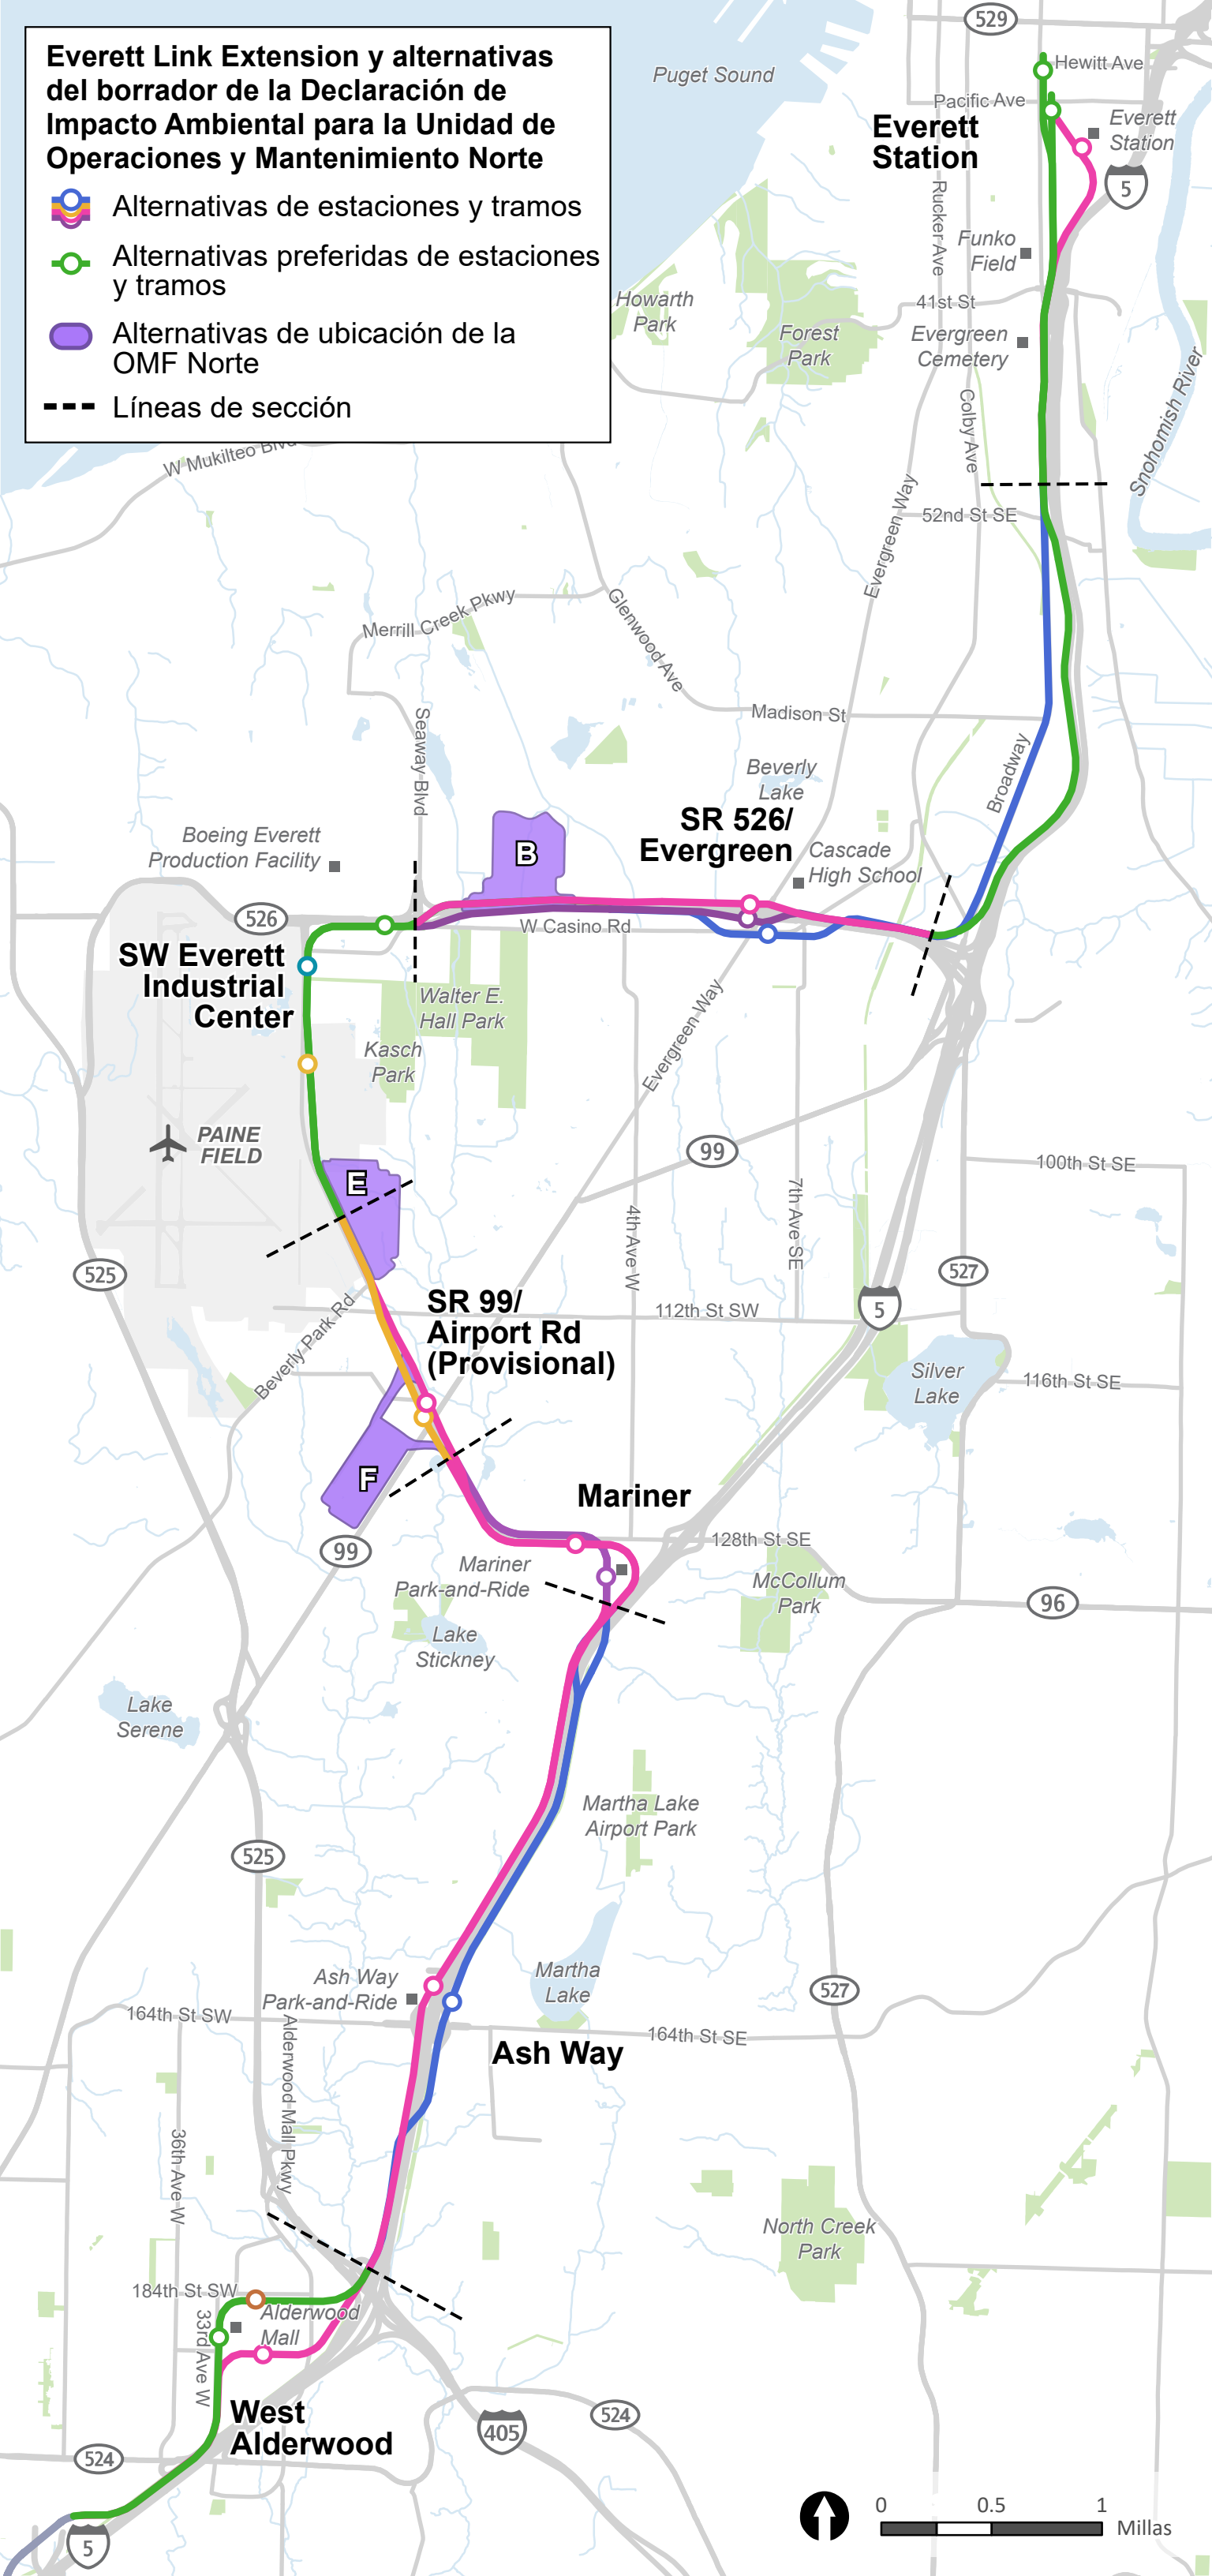 Everett Link Extension y alternativas
del borrador de la Declaración de
Impacto Ambiental para la Unidad de
Operaciones y Mantenimiento Norte
Alternativas de estaciones y tramos
Alternativas preferidas de estaciones
y tramos
Alternativas de ubicación de la
OMF Norte
Líneas de sección
529
Puget Sound
Hewitt Ave
Pacific Ave
Everett
Station
Everett
Station
5
Rucker Ave
Funko
Field
Howarth
Park
41st St
Forest
Park
Evergreen
Cemetery
Snohomish River
Colby Ave
W Mukilteo Blvd
Evergreen Way
52nd St SE
Merrill Creek Pkwy
Glenwood Ave
Seaway Blvd
Madison St
Broadway
Beverly
Lake
SR 526/
Evergreen
Boeing Everett
Production Facility
B
Cascade
High School
526
W Casino Rd
SW Everett
Industrial
Center
Walter E.
Hall Park
Kasch
Park
Evergreen Way
PAINE
FIELD
99
100th St SE
E
4th Ave W
7th Ave SE
525
527
5
SR 99/
Airport Rd
(Provisional)
112th St SW
Beverly Park Rd
Silver
Lake
116th St SE
F
Mariner
99
128th St SE
Mariner
Park-and-Ride
McCollum
Park
96
Lake
Stickney
Lake
Serene
Martha Lake
Airport Park
525
Ash Way
Park-and-Ride
Martha
Lake
527
164th St SW
164th St SE
Ash Way
Alderwood Mall Pkwy
36th Ave W
North Creek
Park
184th St SW
Alderwood
Mall
33rd Ave W
West
Alderwood
405
524
524
5
0
0.5
1
Millas